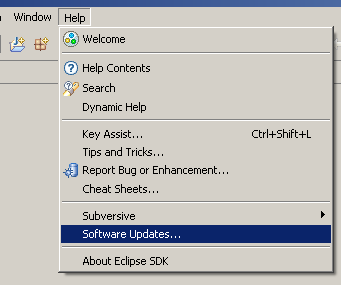 Window Help
Welcome
Help Contents
Search
Dynamic Help
Key Assist... Ctrl+Shift+L
Tips and Tricks...
Report Bug or Enhancement...
Cheat Sheets...
Subversive
Software Updates...
About Eclipse SDK